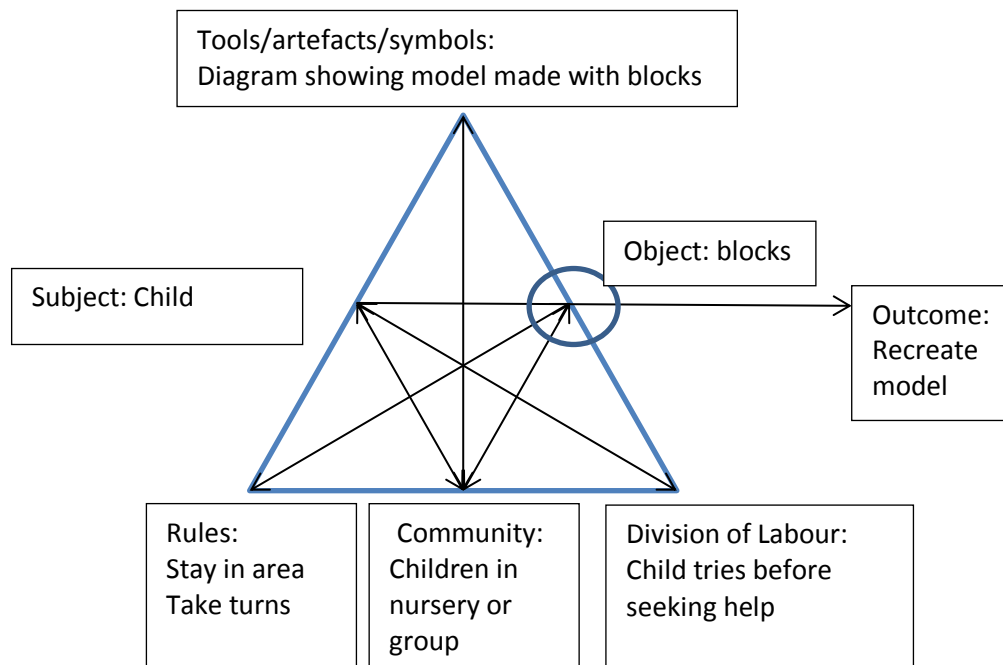 Tools/artefacts/symbols:
Diagram showing model made with blocks
Object: blocks
Subject: Child
Outcome:
Recreate
model
Rules:
Stay in area
Take turns
Community:
Children in
nursery or
group
Division of Labour:
Child tries before
seeking help